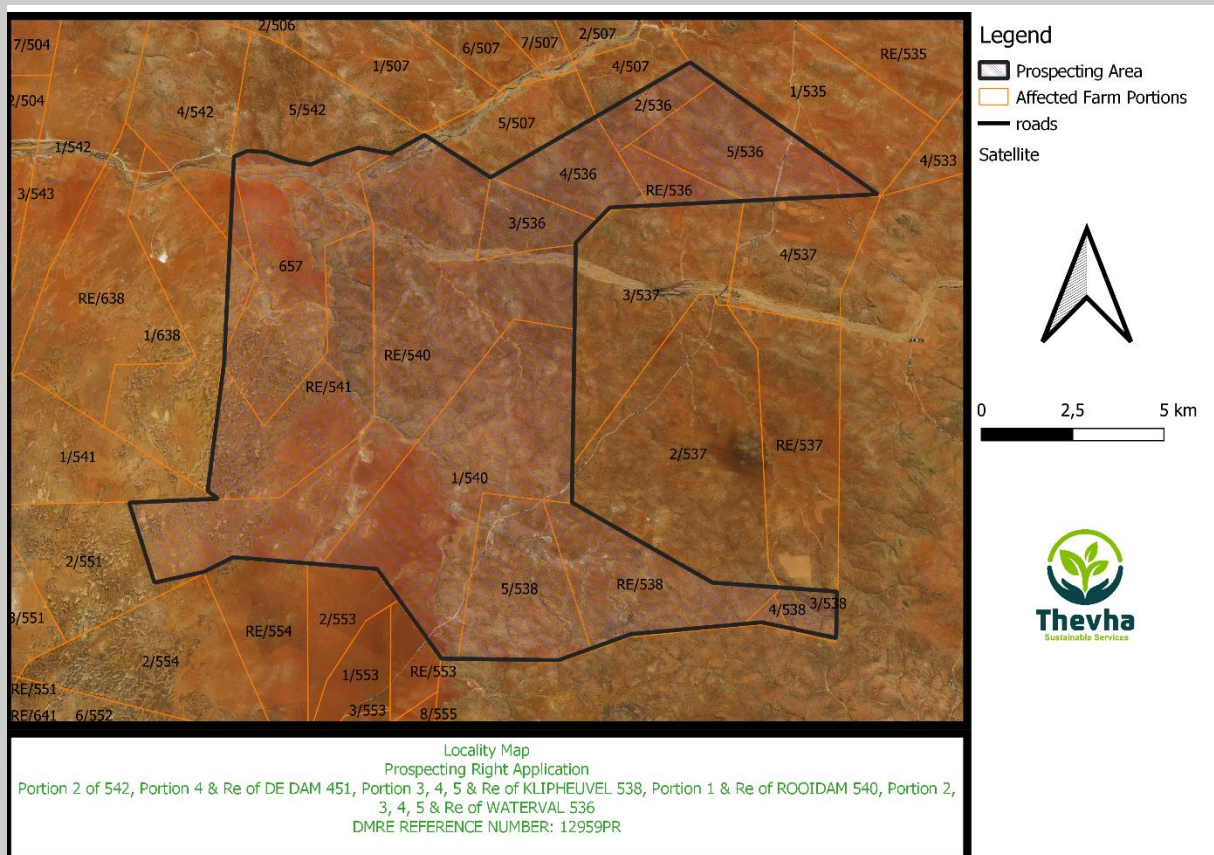 2/506
7/504
6/507
7/507
2/507
RE/535
1/507
4/507
2/504
1/535
4/542
5/542
2/536
5/507
1/542
5/536
4/533
4/536
3/543
RE/536
3/536
4/537
657
3/537
RE/638
1/638
RE/540
RE/541
RE/537
1/541
2/537
1/540
2/551
5/538
RE/538
3/538
4/538
3/551
RE/554
2/553
2/554
1/553
RE/553
RE/551
3/553
8/555
RE/641
6/552
Legend
Prospecting Area
Affected Farm Portions
roads
Satellite
0 2,5 5 km
Thevha
Sustainable Services
Locality Map
Prospecting Right Application
Portion 2 of 542, Portion 4 & Re of DE DAM 451, Portion 3, 4, 5 & Re of KLIPHEUVEL 538, Portion 1 & Re of ROOIDAM 540, Portion 2,
3, 4, 5 & Re of WATERVAL 536
DMRE REFERENCE NUMBER: 12959PR